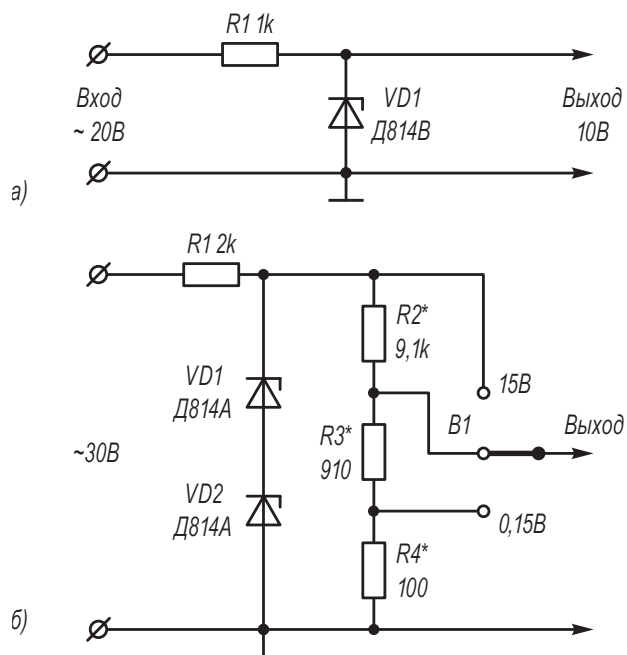 R1 1k
Вход
~ 20В
VD1
Д814В
Выход
10В
а)
R1 2k
R2*
9,1k
15В
VD1
Д814А
В1
Выход
R3*
910
~30В
VD2
Д814А
0,15В
R4*
100
б)